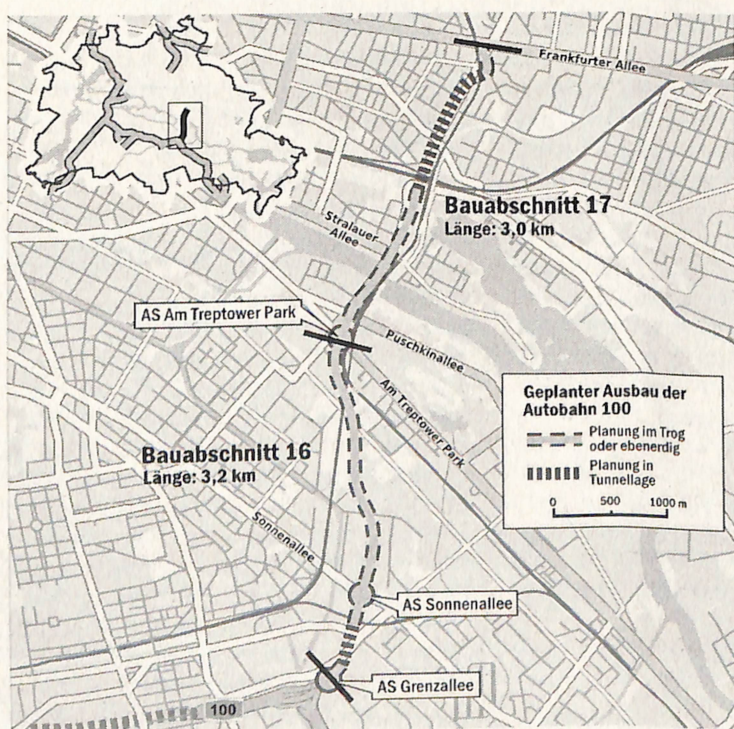 Frankfurter Allee
Bauabschnitt 17
Länge: 3,0 km
Stralauer
Allee
AS Am Treptower Park
Puschkinallee
Am Treptower Park
Geplanter Ausbau der
Autobahn 100
Planung im Trog
oder ebenerdig
Planung in
Tunnellage
0 500 1000 m
Bauabschnitt 16
Länge: 3,2 km
Sonnenallee
AS Sonnenallee
AS Grenzallee
100